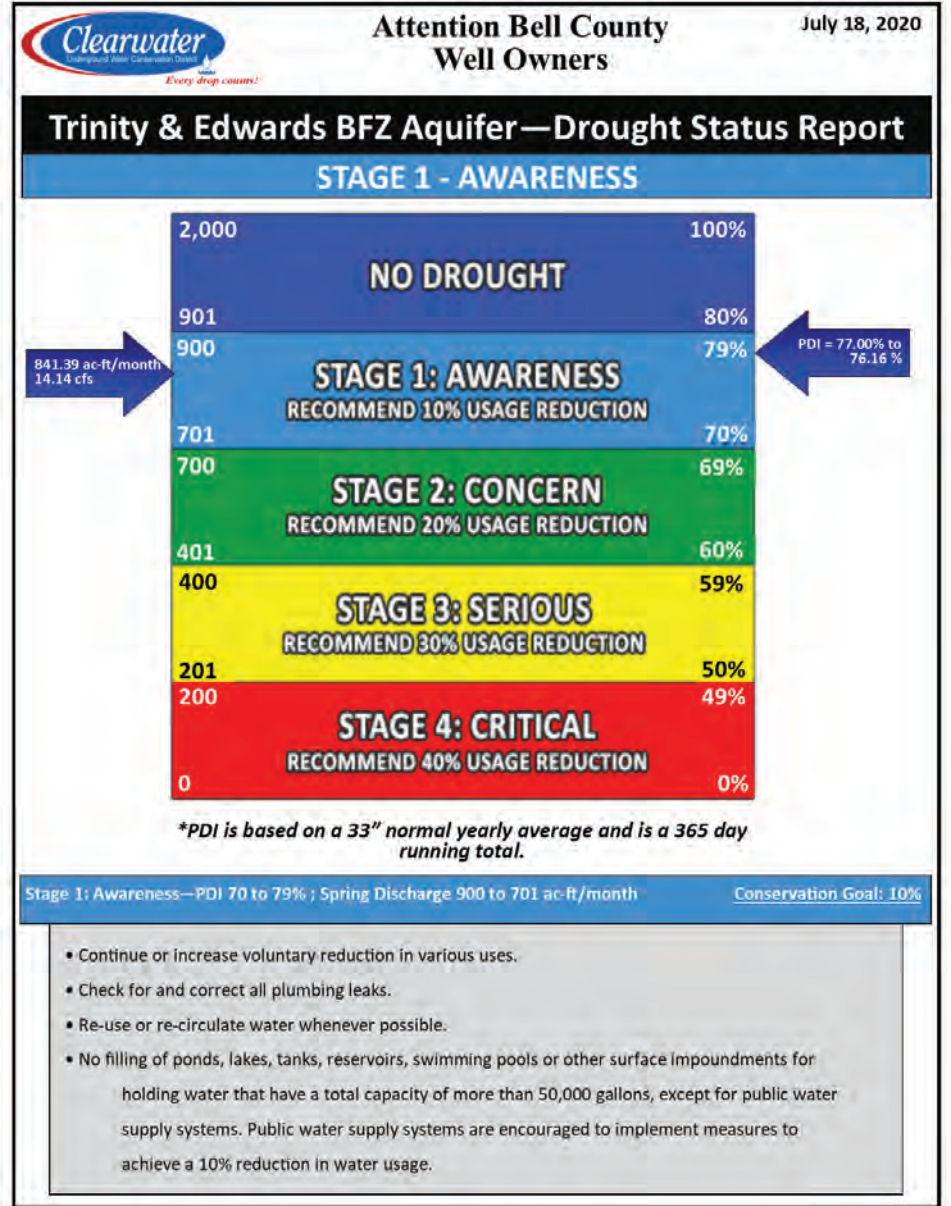 Clearwater
Underground Water Conservation District
Every drop counts!
Attention Bell County
Well Owners
July 18, 2020
Trinity & Edwards BFZ Aquifer—Drought Status Report
STAGE 1 - AWARENESS
2,000 100%
NO DROUGHT
901 80%
841.39 ac-ft/month
14.14 cfs
900 79%
PDI = 77.00% to
76.16 %
STAGE 1: AWARENESS
RECOMMEND 10% USAGE REDUCTION
701 70%
700 69%
STAGE 2: CONCERN
RECOMMEND 20% USAGE REDUCTION
401 60%
400 59%
STAGE 3: SERIOUS
RECOMMEND 30% USAGE REDUCTION
201 50%
200 49%
STAGE 4: CRITICAL
RECOMMEND 40% USAGE REDUCTION
0 0%
*PDI is based on a 33” normal yearly average and is a 365 day
running total.
Stage 1: Awareness—PDI 70 to 79% ; Spring Discharge 900 to 701 ac-ft/month Conservation Goal: 10%
• Continue or increase voluntary reduction in various uses.
• Check for and correct all plumbing leaks.
• Re-use or re-circulate water whenever possible.
• No filling of ponds, lakes, tanks, reservoirs, swimming pools or other surface impoundments for
holding water that have a total capacity of more than 50,000 gallons, except for public water
supply systems. Public water supply systems are encouraged to implement measures to
achieve a 10% reduction in water usage.